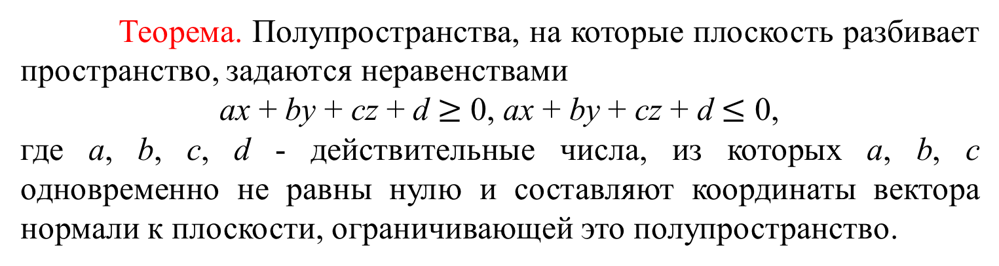 Теорема. Полупространства, на которые плоскость разбивает
пространство, задаются неравенствами
ax + by + cz + d ≥ 0, ax + by + cz + d ≤ 0,
где a, b, c, d - действительные числа, из которых a, b, c
одновременно не равны нулю и составляют координаты вектора
нормали к плоскости, ограничивающей это полупространство.